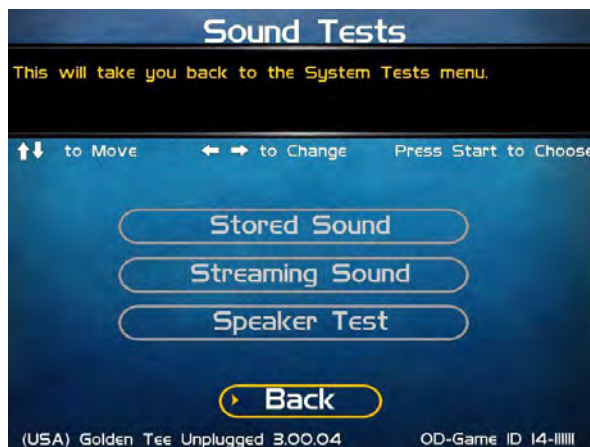 Sound Tests
This will take you back to the System Tests menu.
to Move to Change Press Start to Choose
Stored Sound
Streaming Sound
Speaker Test
Back
(USA) Golden Tee Unplugged 3.00.04 OD-Game ID 14-111111